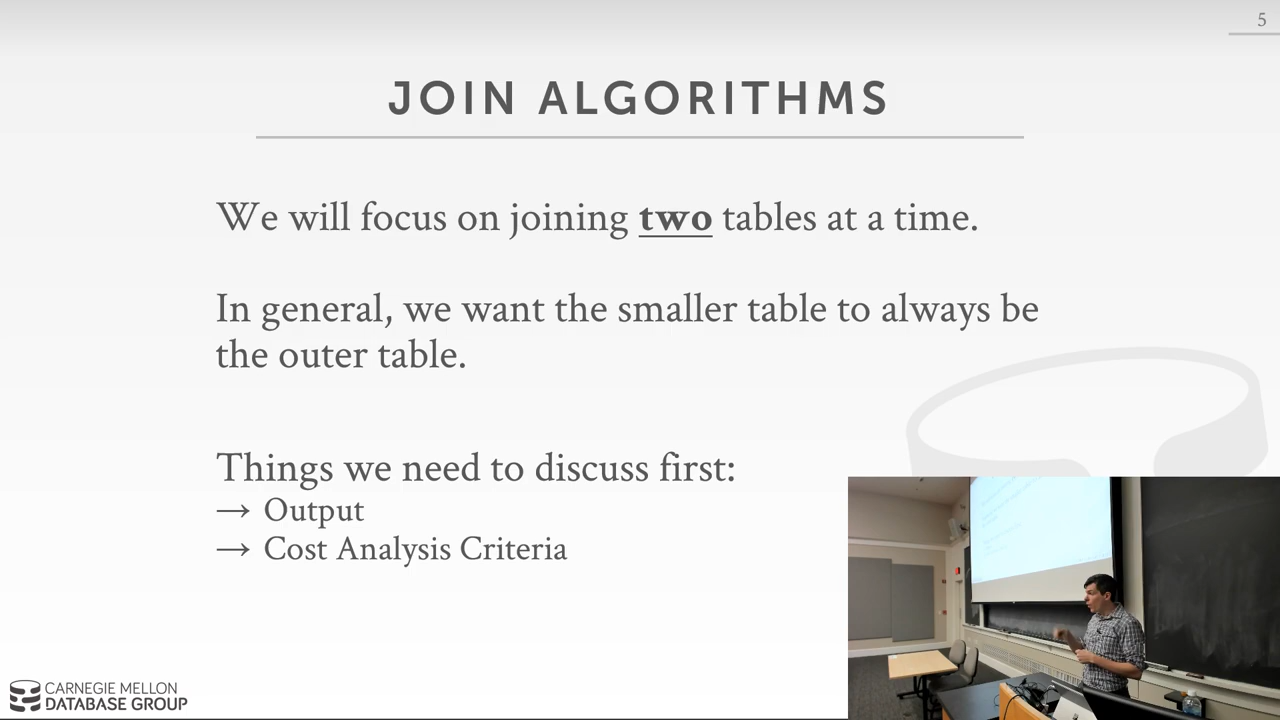 5
JOIN ALGORITHMS
We will focus on joining two tables at a time.
In general, we want the smaller table to always be
the outer table.
Things we need to discuss first:
→ Output
→ Cost Analysis Criteria
CARNEGIE MELLON
DATABASE GROUP